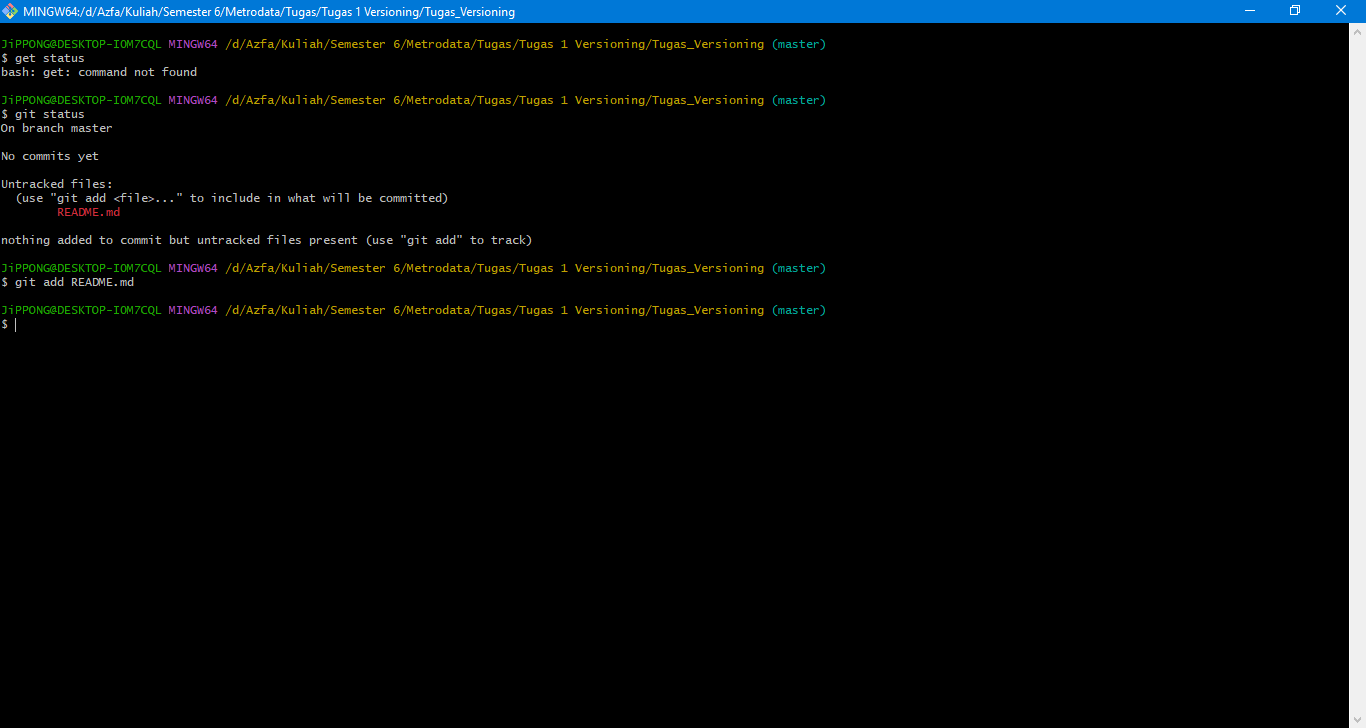 MINGW64:/d/Azfa/Kuliah/Semester 6/Metrodata/Tugas/Tugas 1 Versioning/Tugas_Versioning
JiPPONG@DESKTOP-IOM7CQL MINGW64 /d/Azfa/Kuliah/Semester 6/Metrodata/Tugas/Tugas 1 Versioning/Tugas_Versioning (master)
$ get status
bash: get: command not found
JiPPONG@DESKTOP-IOM7CQL MINGW64 /d/Azfa/Kuliah/Semester 6/Metrodata/Tugas/Tugas 1 Versioning/Tugas_Versioning (master)
$ git status
On branch master
No commits yet
Untracked files:
  (use "git add <file>..." to include in what will be committed)
        README.md
nothing added to commit but untracked files present (use "git add" to track)
JiPPONG@DESKTOP-IOM7CQL MINGW64 /d/Azfa/Kuliah/Semester 6/Metrodata/Tugas/Tugas 1 Versioning/Tugas_Versioning (master)
$ git add README.md
JiPPONG@DESKTOP-IOM7CQL MINGW64 /d/Azfa/Kuliah/Semester 6/Metrodata/Tugas/Tugas 1 Versioning/Tugas_Versioning (master)
$